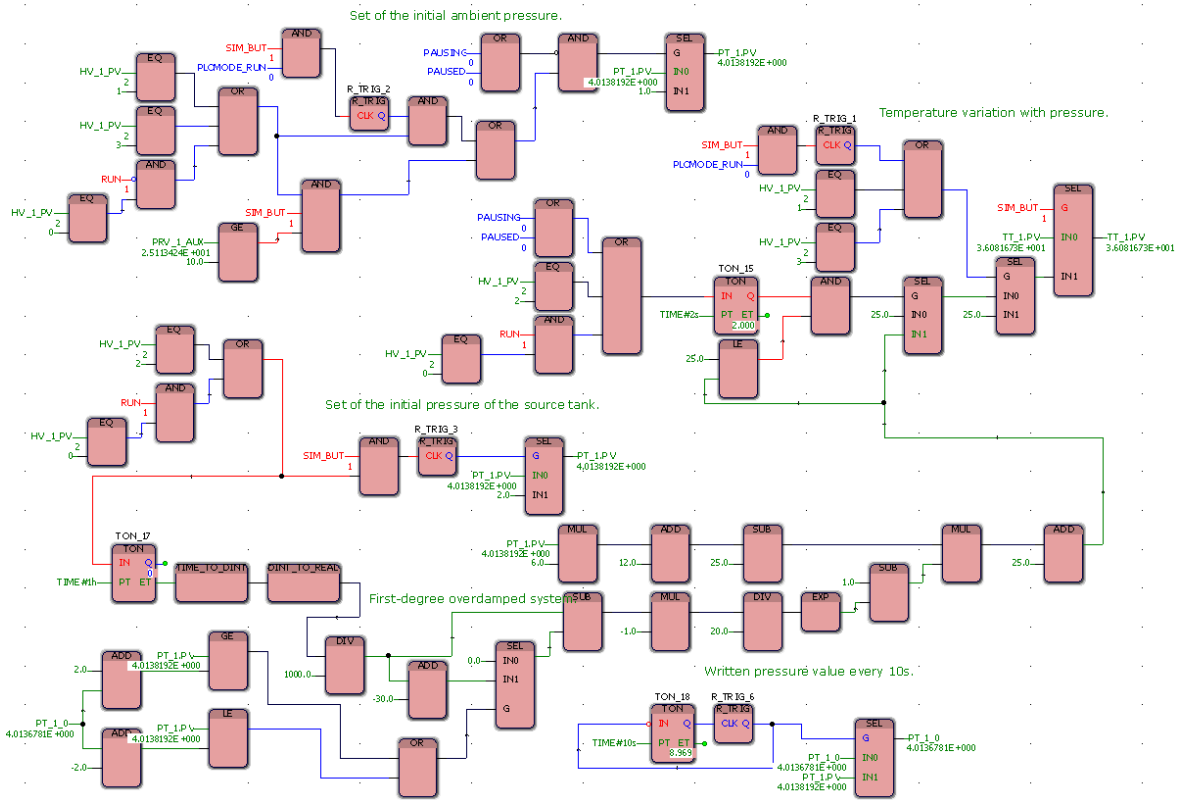 Set of the initial ambient pressure.
AND
SIM_BUT
1
PLCMODE_RUN
0
OR
PAUSING
0
PAUSED
0
AND
SEL
G
IN0
IN1
PT_1.PV
4.0138192E+000
1.0
PT_1.PV
4.0138192E+000
EQ
HV_1_PV
2
1
EQ
HV_1_PV
2
3
OR
R_TRIG_2
R_TRIG
CLK Q
AND
OR
AND
RUN
1
EQ
HV_1_PV
2
0
AND
SIM_BUT
1
GE
PRV_1_AUX
2.5113424E+001
10.0
Temperature variation with pressure.
AND
SIM_BUT
1
PLCMODE_RUN
0
R_TRIG_1
R_TRIG
CLK Q
OR
EQ
HV_1_PV
2
1
EQ
HV_1_PV
2
3
SEL
SIM_BUT
1
G
TT_1.PV
3.6081673E+001
IN0
IN1
TT_1.PV
3.6081673E+001
SEL
G
25.0
IN0
25.0
IN1
OR
PAUSING
0
PAUSED
0
OR
EQ
HV_1_PV
2
2
AND
RUN
1
EQ
HV_1_PV
2
0
TON_15
TON
IN Q
TIME#2s
PT ET
2.000
AND
LE
25.0
SEL
G
25.0
IN0
IN1
EQ
HV_1_PV
2
2
OR
AND
RUN
1
EQ
HV_1_PV
2
0
Set of the initial pressure of the source tank.
AND
SIM_BUT
1
R_TRIG_3
R_TRIG
CLK Q
SEL
G
PT_1.PV
4.0138192E+000
IN0
2.0
IN1
PT_1.PV
4.0138192E+000
TON_17
TON
IN Q
0
TIME#1h
PT ET
TIME_TO_DINT
DINT_TO_REAL
MUL
PT_1.PV
4.0138192E+000
6.0
ADD
12.0
SUB
25.0
MUL
ADD
25.0
First-degree overdamped system.
SUB
MUL
-1.0
DIV
20.0
EXP
SUB
1.0
DIV
1000.0
ADD
-30.0
SEL
0.0
IN0
IN1
G
ADD
2.0
GE
PT_1.PV
4.0138192E+000
PT_1_0
4.0136781E+000
ADD
-2.0
LE
PT_1.PV
4.0138192E+000
OR
Written pressure value every 10s.
TON_18
TON
IN Q
TIME#10s
PT ET
8.969
R_TRIG_6
R_TRIG
CLK Q
SEL
G
PT_1_0
4.0136781E+000
IN0
PT_1.PV
4.0138192E+000
IN1
PT_1_0
4.0136781E+000